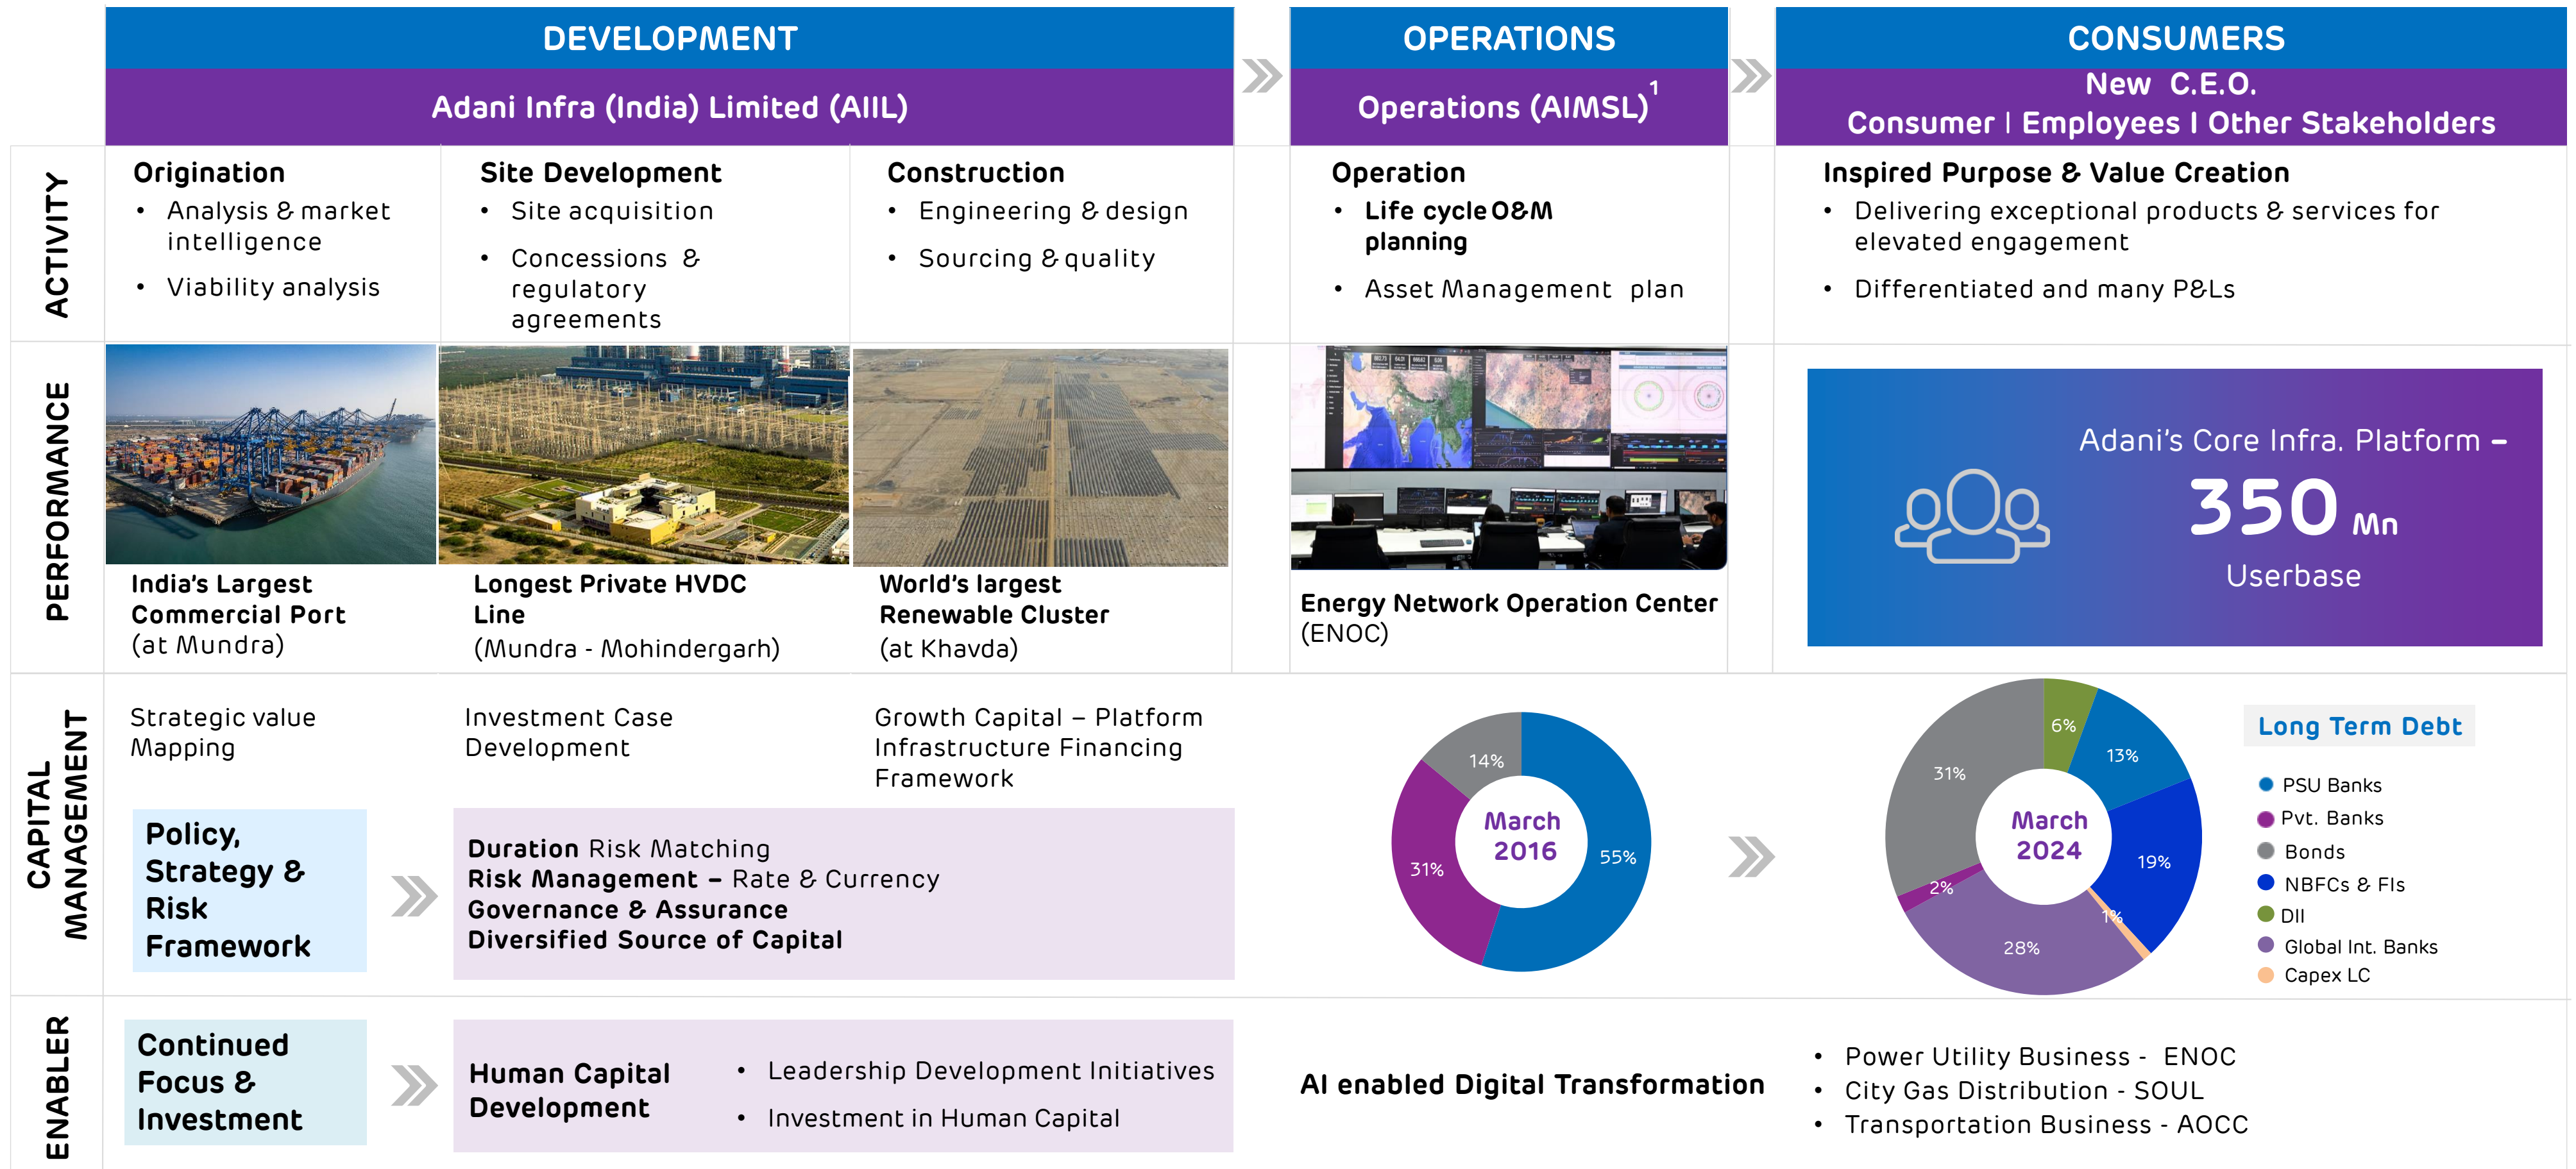 DEVELOPMENT
OPERATIONS
CONSUMERS
Adani Infra (India) Limited (AIIL)
Operations (AIMSL)1
New C.E.O.
Consumer | Employees I Other Stakeholders
ACTIVITY
Origination
• Analysis & market
intelligence
• Viability analysis
Site Development
• Site acquisition
• Concessions &
regulatory
agreements
Construction
• Engineering & design
• Sourcing & quality
Operation
• Life cycle O&M
planning
• Asset Management plan
Inspired Purpose & Value Creation
• Delivering exceptional products & services for
elevated engagement
• Differentiated and many P&Ls
PERFORMANCE
India's Largest
Commercial Port
(at Mundra)
Longest Private HVDC
Line
(Mundra - Mohindergarh)
World's largest
Renewable Cluster
(at Khavda)
Energy Network Operation Center
(ENOC)
Adani's Core Infra. Platform –
350 Mn
Userbase
CAPITAL
MANAGEMENT
Strategic value
Mapping
Investment Case
Development
Growth Capital – Platform
Infrastructure Financing
Framework
Policy,
Strategy &
Risk
Framework
Duration Risk Matching
Risk Management – Rate & Currency
Governance & Assurance
Diversified Source of Capital
14%
31%
55%
March
2016
6%
13%
31%
19%
2%
1%
28%
March
2024
Long Term Debt
PSU Banks
Pvt. Banks
Bonds
NBFCs & FIs
DII
Global Int. Banks
Capex LC
ENABLER
Continued
Focus &
Investment
Human Capital
Development
• Leadership Development Initiatives
• Investment in Human Capital
AI enabled Digital Transformation
• Power Utility Business - ENOC
• City Gas Distribution - SOUL
• Transportation Business - AOCC